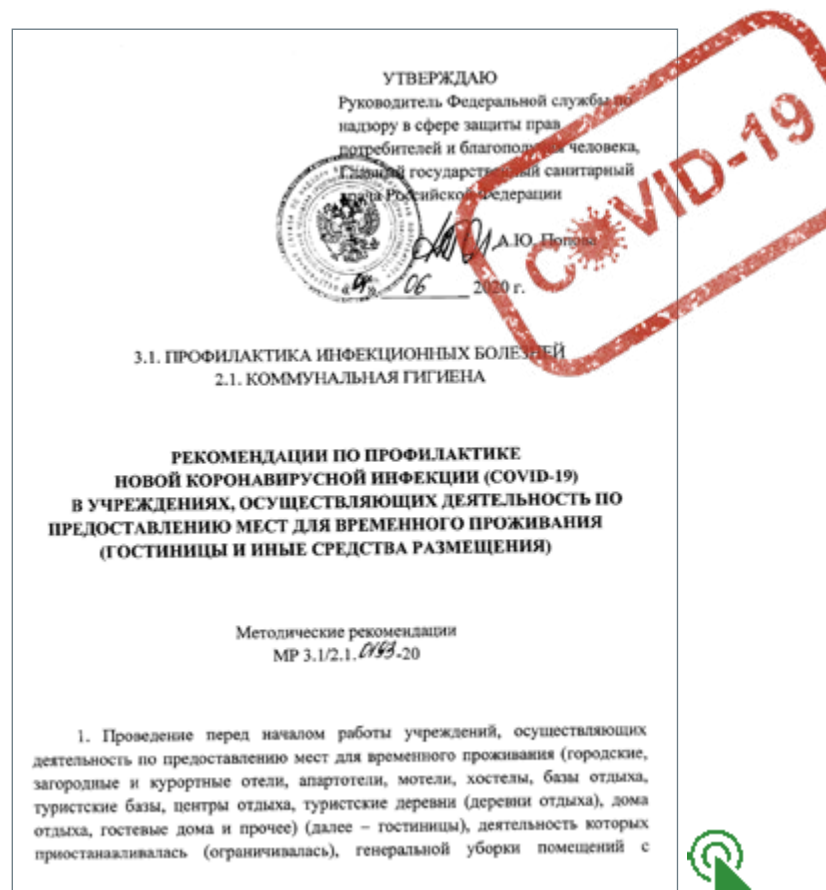 УТВЕРЖДАЮ
Руководитель Федеральной службы по
надзору в сфере защиты прав
потребителей и благополучия человека,
Главный государственный санитарный
врача Российской Федерации
А.Ю. Попова
06 2020 г.
COVID-19
3.1. ПРОФИЛАКТИКА ИНФЕКЦИОННЫХ БОЛЕЗНЕЙ
2.1. КОММУНАЛЬНАЯ ГИГИЕНА
РЕКОМЕНДАЦИИ ПО ПРОФИЛАКТИКЕ
НОВОЙ КОРОНАВИРУСНОЙ ИНФЕКЦИИ (COVID-19)
В УЧРЕЖДЕНИЯХ, ОСУЩЕСТВЛЯЮЩИХ ДЕЯТЕЛЬНОСТЬ ПО
ПРЕДОСТАВЛЕНИЮ МЕСТ ДЛЯ ВРЕМЕННОГО ПРОЖИВАНИЯ
(ГОСТИНИЦЫ И ИНЫЕ СРЕДСТВА РАЗМЕЩЕНИЯ)
Методические рекомендации
МР 3.1/2.1.0193-20
1. Проведение перед началом работы учреждений, осуществляющих
деятельность по предоставлению мест для временного проживания (городские,
загородные и курортные отели, апартотели, мотели, хостелы, базы отдыха,
туристские базы, центры отдыха, туристские деревни (деревни отдыха), дома
отдыха, гостевые дома и прочее) (далее – гостиницы), деятельность которых
приостанавливалась (ограничивалась), генеральной уборки помещений с